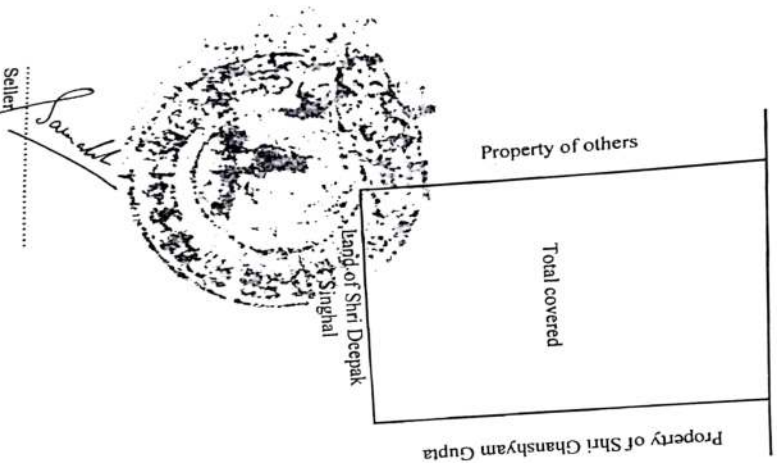 Property of others
Total covered
Land of Shri Deepak
Singhal
Property of Shri Ghanshyam Gupta
Seller